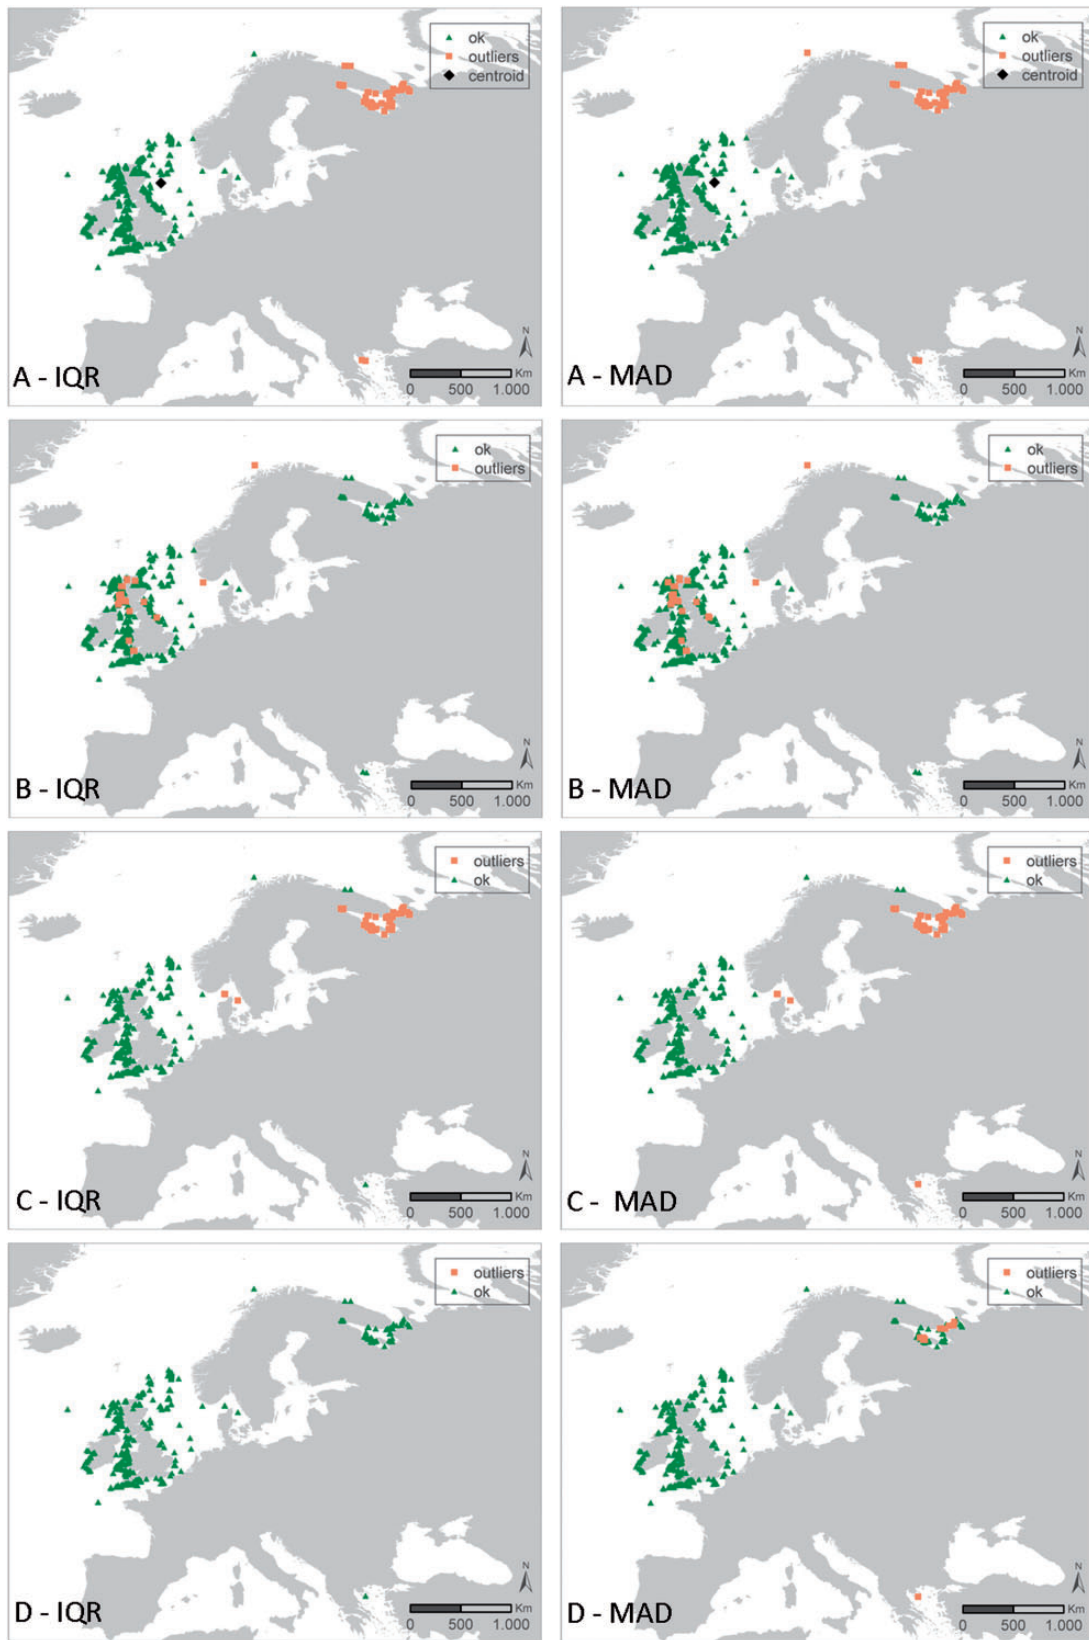 ok
outliers
centroid
N
Km
0 500 1.000
A - IQR
ok
outliers
centroid
N
Km
0 500 1.000
A - MAD
ok
outliers
N
Km
0 500 1.000
B - IQR
ok
outliers
N
Km
0 500 1.000
B - MAD
outliers
ok
N
Km
0 500 1.000
C - IQR
outliers
ok
N
Km
0 500 1.000
C - MAD
outliers
ok
N
Km
0 500 1.000
D - IQR
outliers
ok
N
Km
0 500 1.000
D - MAD